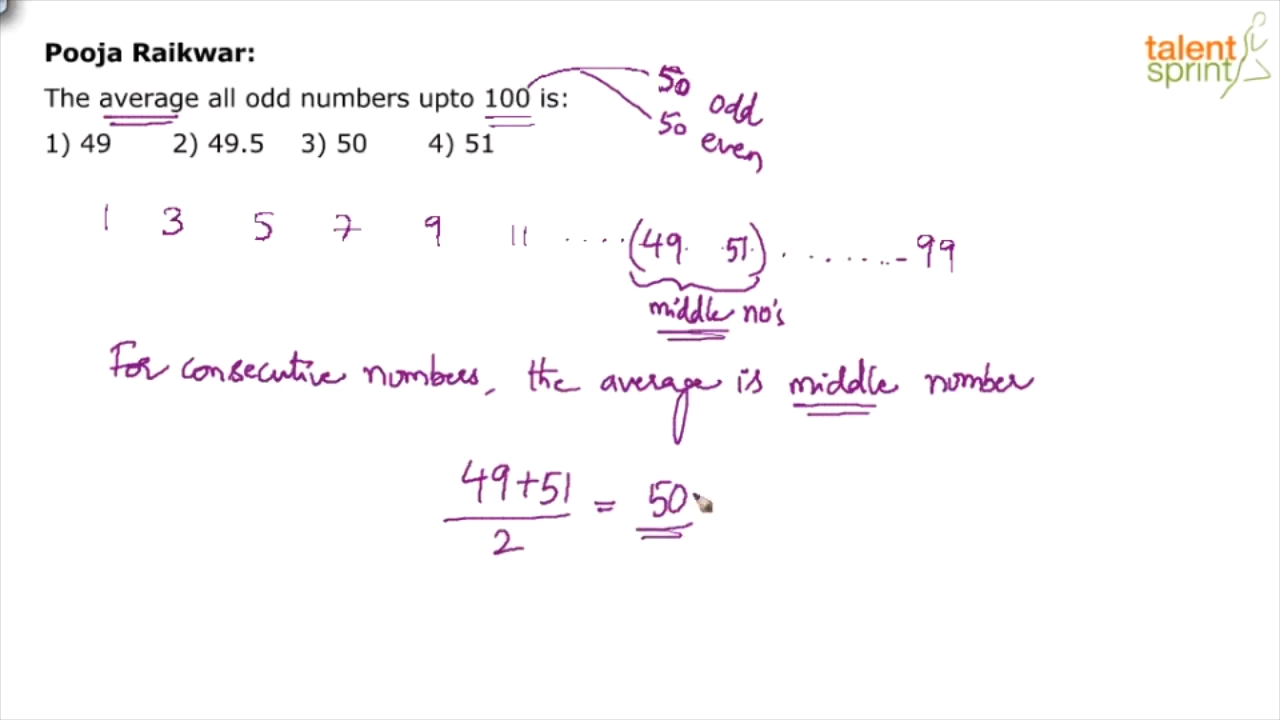 Pooja Raikwar:
talent
sprint
The average all odd numbers upto 100 is:
50 odd
50 even
1) 49 2) 49.5 3) 50 4) 51
1 3 5 7 9 11 ....(49 51)........99
middle no's
For consecutive numbers, the average is middle number
49+51
= 50
2